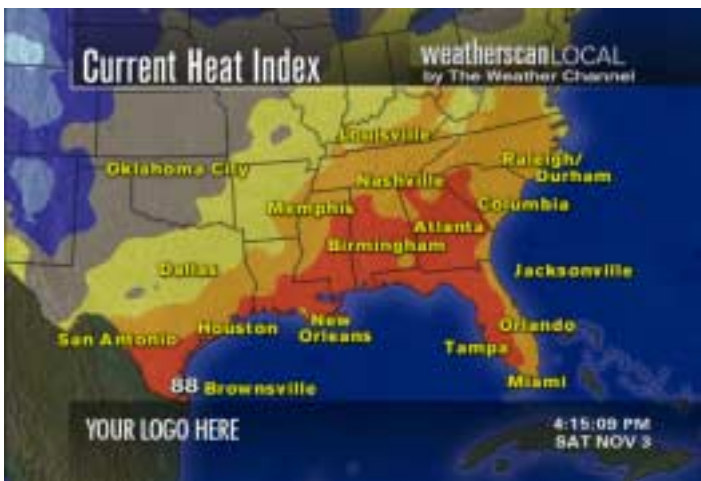 Current Heat Index
weatherscanLOCAL
by The Weather Channel
Louisville
Oklahoma City
Raleigh/
Durham
Nashville
Memphis
Columbia
Atlanta
Birmingham
Dallas
Jacksonville
San Antonio
Houston
New
Orleans
Orlando
Tampa
Miami
88 Brownsville
YOUR LOGO HERE
4:15:09 PM
SAT NOV 3